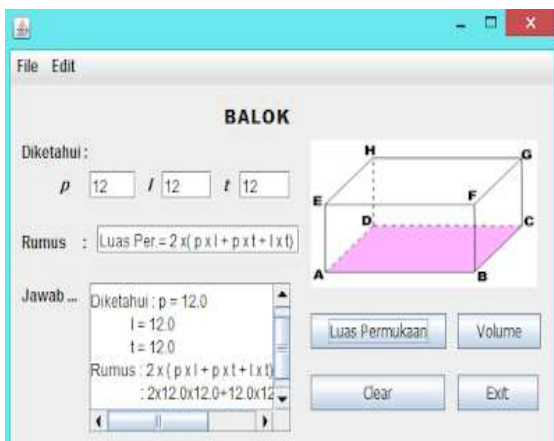 File Edit
BALOK
Diketahui :
p 12 l 12 t 12
Rumus : Luas Per.= 2 x( p x l + p x t + l x t)
Jawab ...
Diketahui : p = 12.0
l = 12.0
t = 12.0
Rumus : 2 x ( p x l + p x t + l x t)
: 2x12.0x12.0+12.0x12
H G
E F
D C
A B
Luas Permukaan Volume
Clear Exit